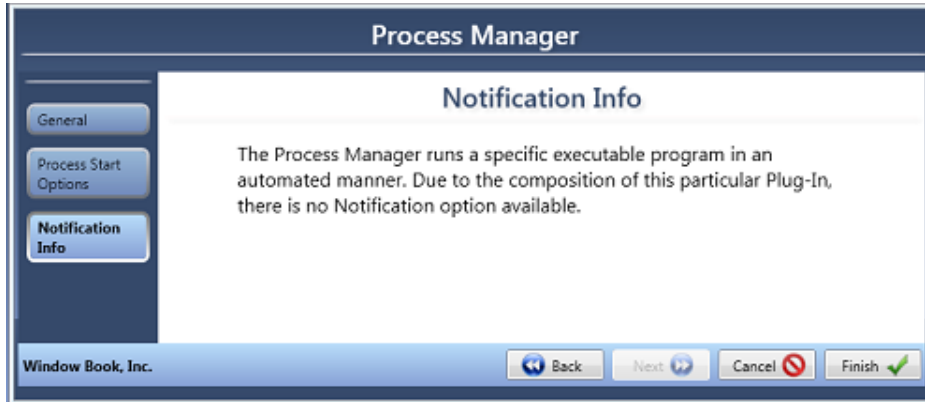 Process Manager
General
Process Start
Options
Notification
Info
Notification Info
The Process Manager runs a specific executable program in an
automated manner. Due to the composition of this particular Plug-In,
there is no Notification option available.
Window Book, Inc.
Back
Next
Cancel
Finish